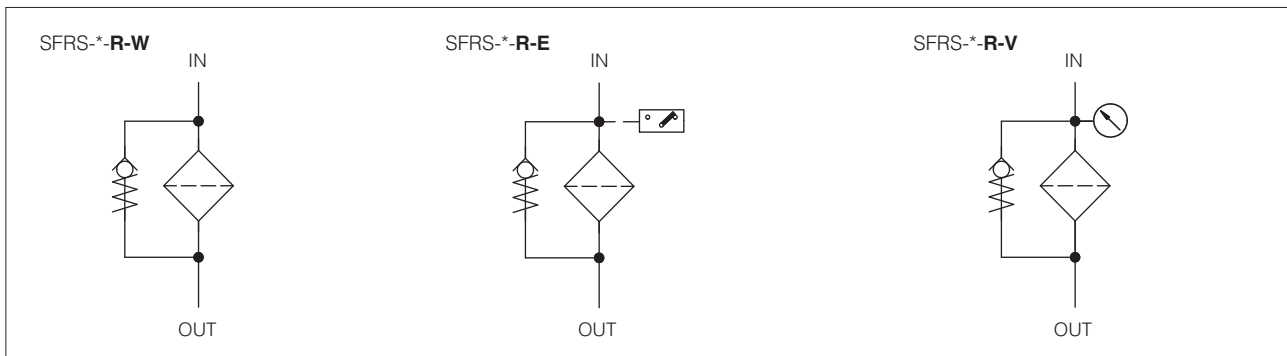 SFRS-*-R-W
IN
OUT
SFRS-*-R-E
IN
OUT
SFRS-*-R-V
IN
OUT